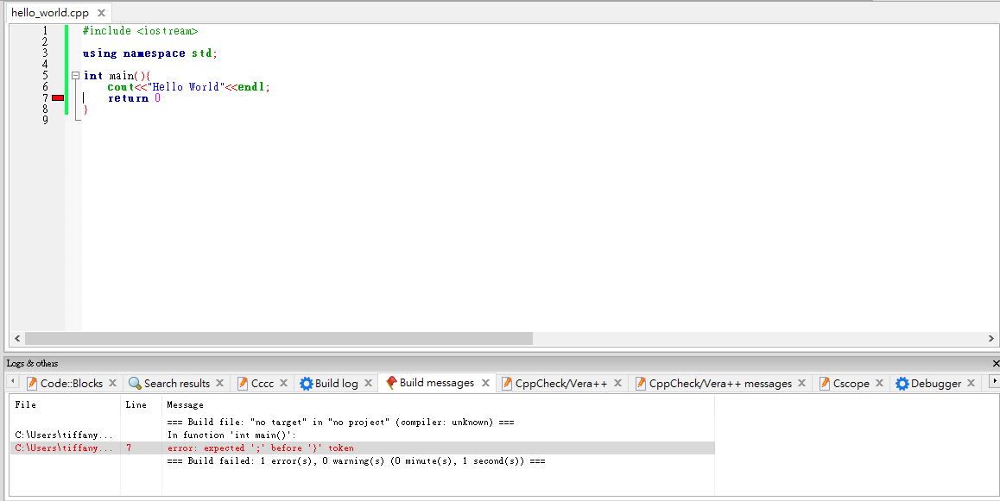 hello_world.cpp
1 #include <iostream>
2
3 using namespace std;
4
5 int main(){
6 cout<<"Hello World"<<endl;
7 return 0
8 }
9
Logs & others
Code::Blocks Search results Cccc Build log Build messages CppCheck/Vera++ CppCheck/Vera++ messages Cscope Debugger
File Line Message
=== Build file: "no target" in "no project" (compiler: unknown) ===
C:\Users\tiffany... In function 'int main()':
C:\Users\tiffany... 7 error: expected ';' before '}' token
=== Build failed: 1 error(s), 0 warning(s) (0 minute(s), 1 second(s)) ===